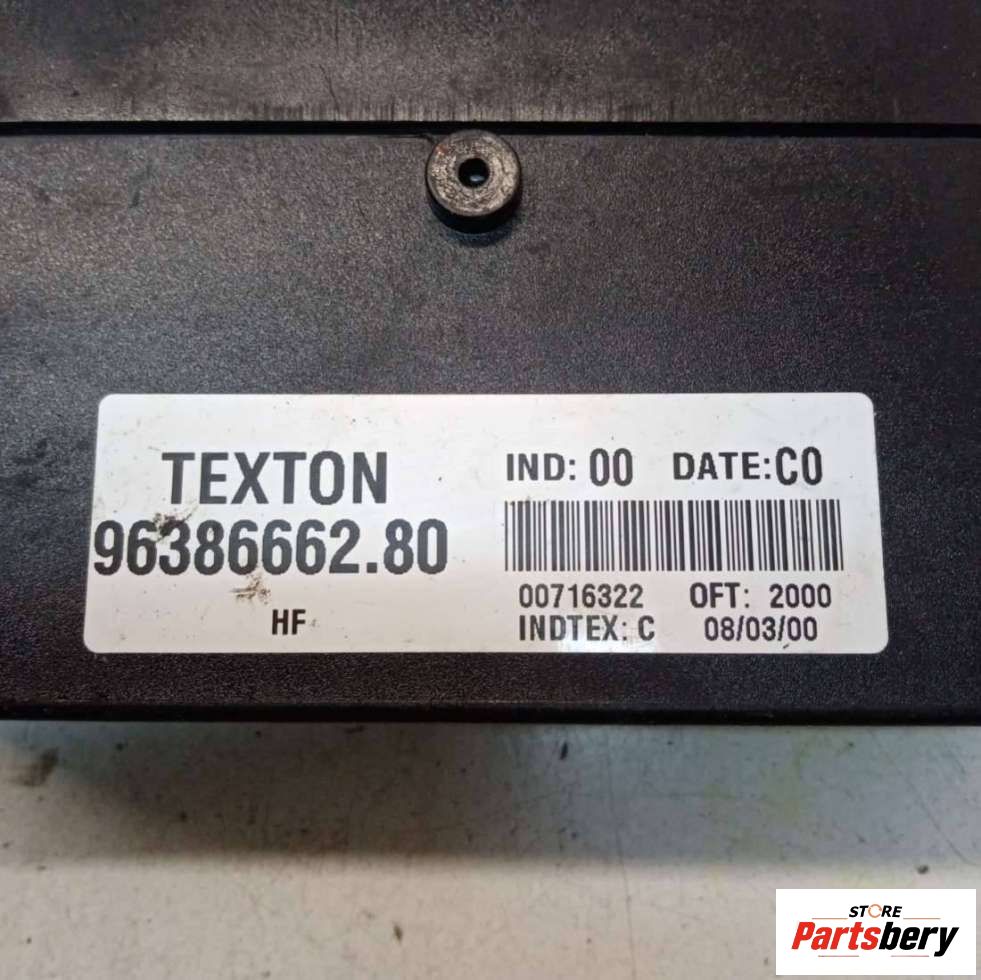 TEXTON
96386662.80
HF
IND: 00 DATE: C0
00716322 OFT: 2000
INDTEX: C 08/03/00
STORE
Partsbery